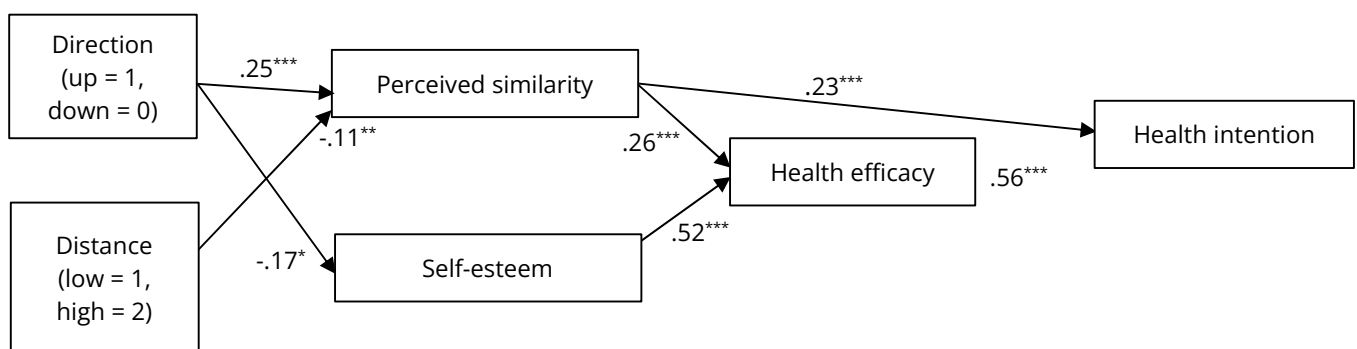 Direction
(up = 1,
down = 0)
.25***
Perceived similarity
-.11**
.23***
.26***
Health intention
Health efficacy
.56***
Distance
(low = 1,
high = 2)
-.17*
Self-esteem
.52***